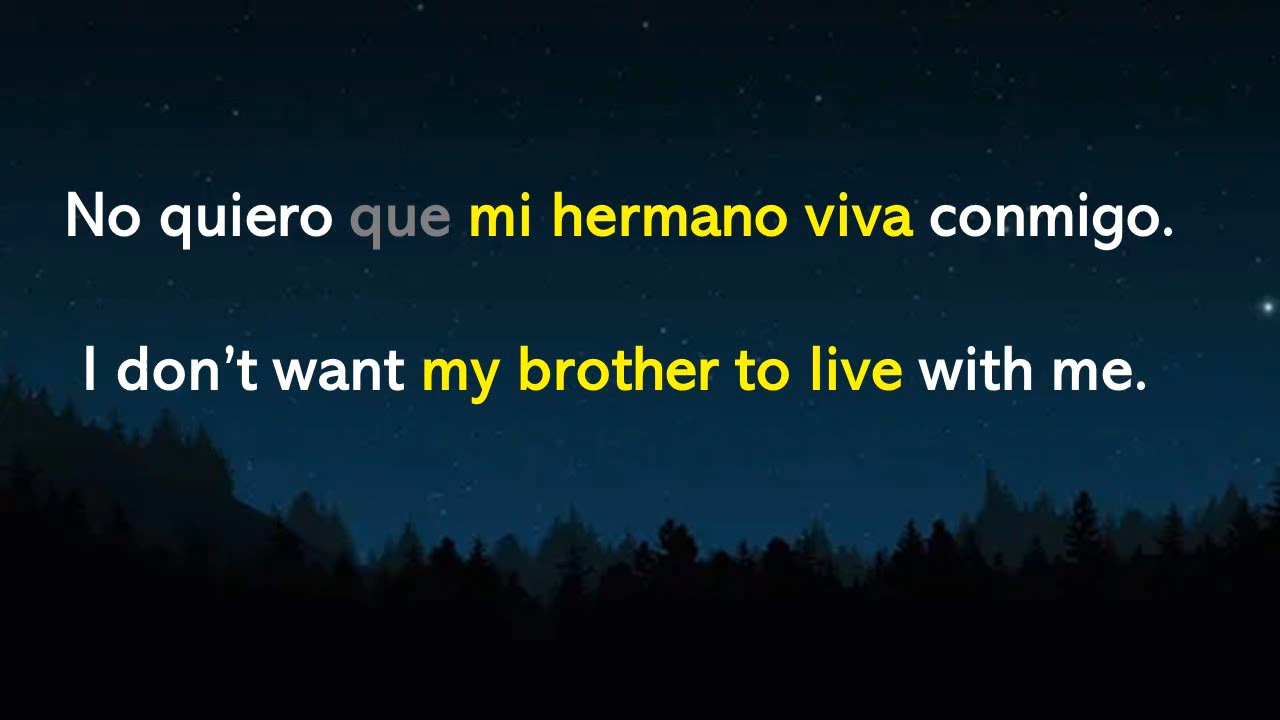 No quiero que mi hermano viva conmigo.
I don’t want my brother to live with me.